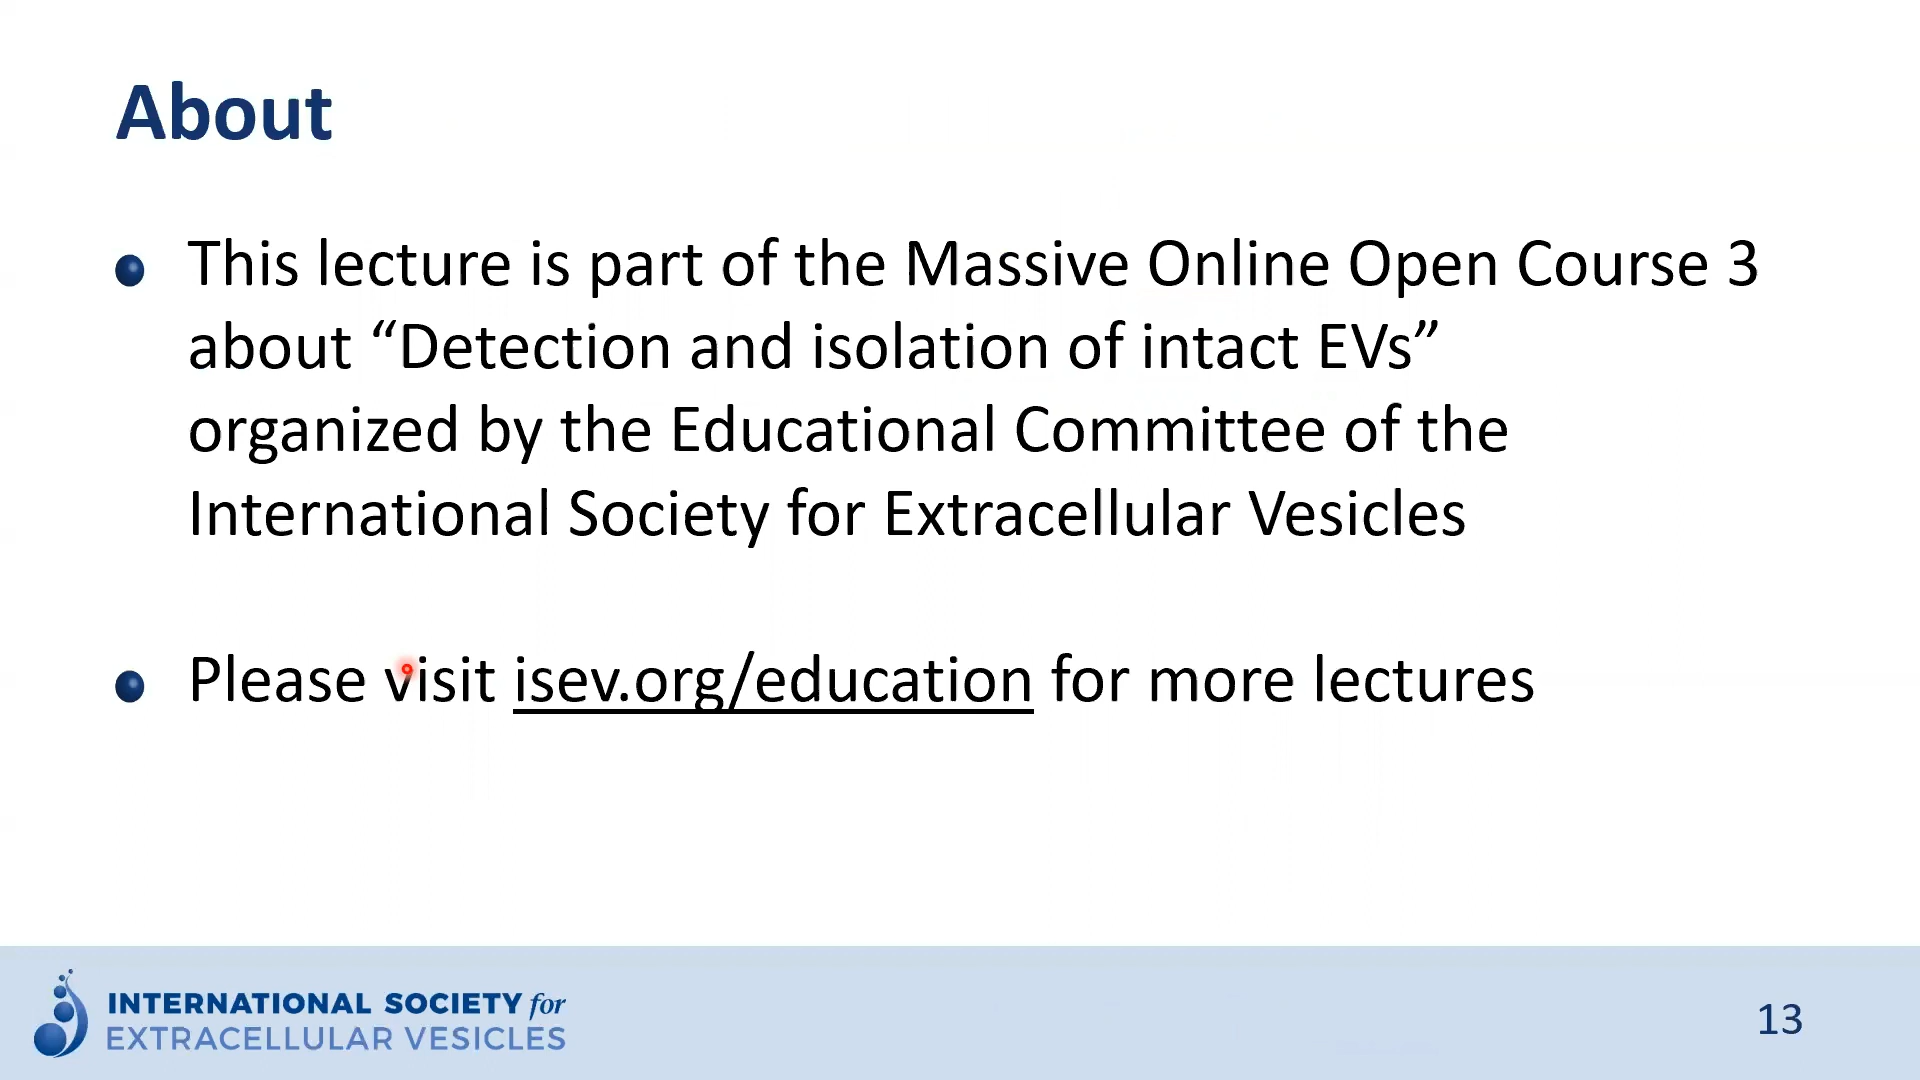 About
This lecture is part of the Massive Online Open Course 3
about “Detection and isolation of intact EVs”
organized by the Educational Committee of the
International Society for Extracellular Vesicles
Please visit isev.org/education for more lectures
INTERNATIONAL SOCIETY for
EXTRACELLULAR VESICLES
13